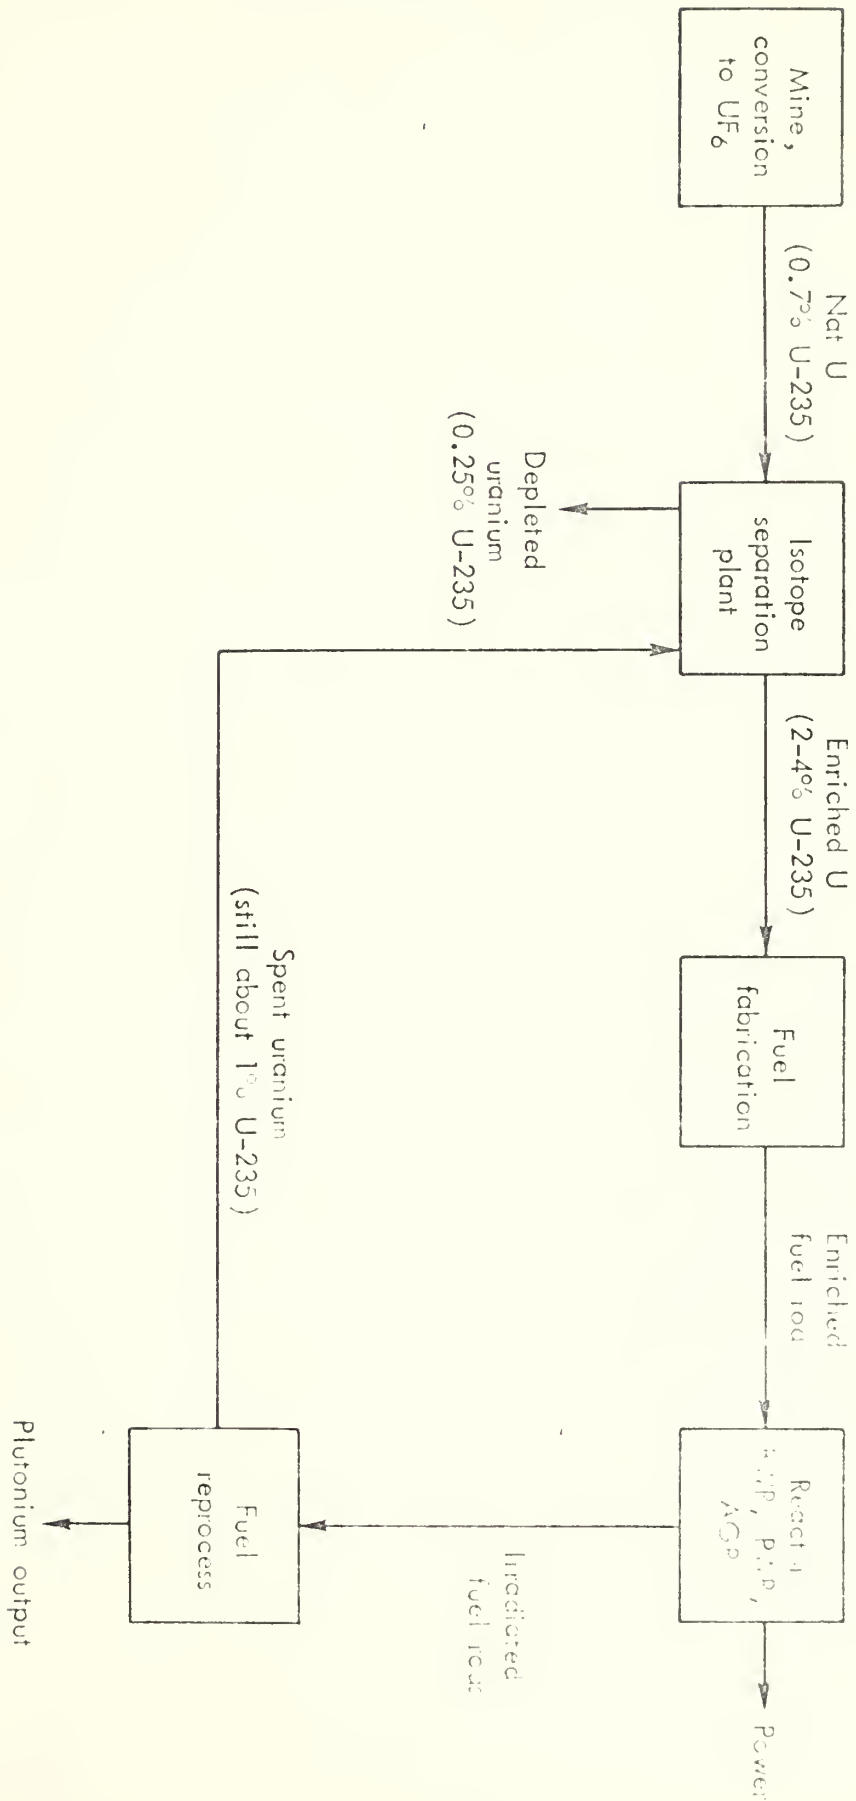 Mine,
conversion
to UF6
Nat U
(0.7% U-235)
Isotope
separation
plant
Depleted
uranium
(0.25% U-235)
Enriched U
(2-4% U-235)
Fuel
fabrication
Enriched
fuel rod
AGR
Power
Irradiated
fuel rods
Fuel
reprocess
Plutonium output
Spent uranium
(still about 1% U-235)